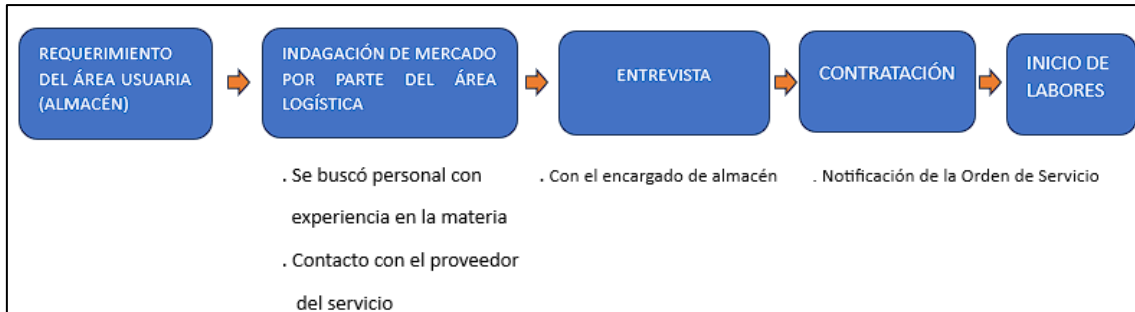 REQUERIMIENTO
DEL ÁREA USUARIA
(ALMACÉN)
INDAGACIÓN DE MERCADO
POR PARTE DEL ÁREA
LOGÍSTICA
ENTREVISTA
CONTRATACIÓN
INICIO DE
LABORES
. Se buscó personal con
experiencia en la materia
. Contacto con el proveedor
del servicio
. Con el encargado de almacén
. Notificación de la Orden de Servicio